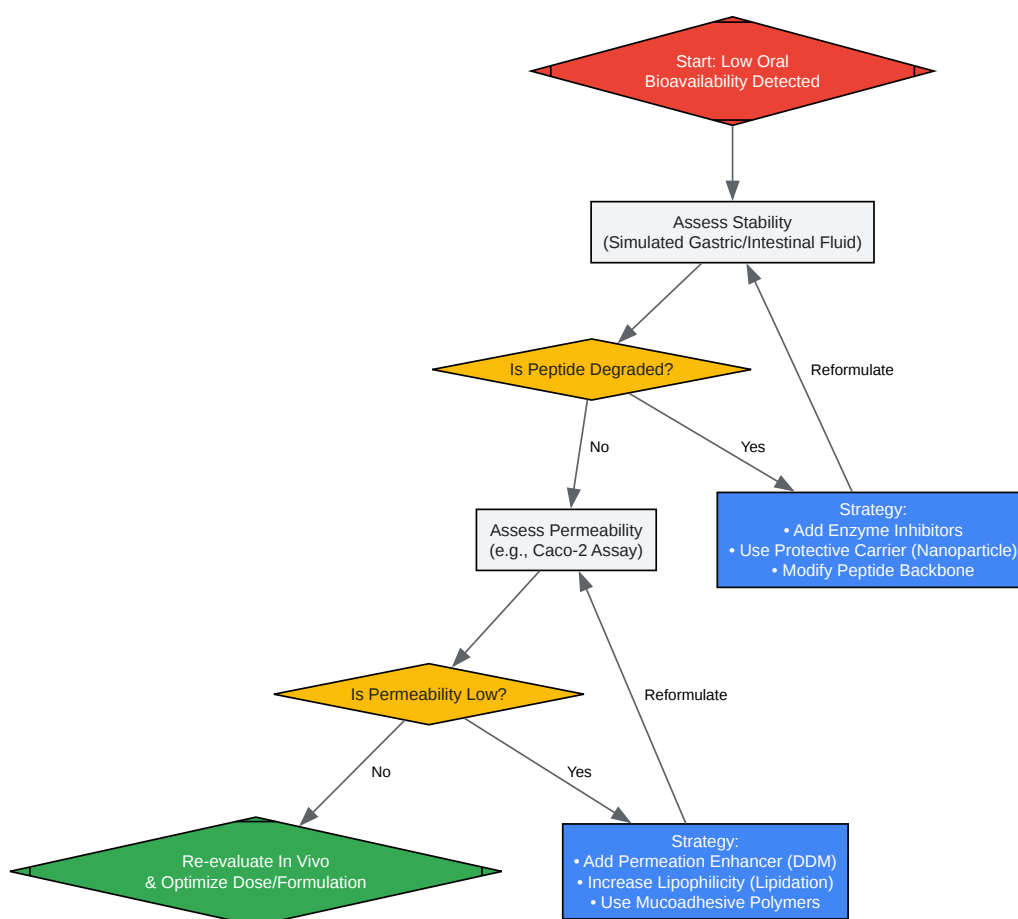 Start: Low Oral
Bioavailability Detected
Assess Stability
(Simulated Gastric/Intestinal Fluid)
Is Peptide Degraded?
Reformulate
No
Yes
Strategy:
• Add Enzyme Inhibitors
• Use Protective Carrier (Nanoparticle)
• Modify Peptide Backbone
Assess Permeability
(e.g., Caco-2 Assay)
Is Permeability Low?
Reformulate
No
Yes
Strategy:
• Add Permeation Enhancer (DDM)
• Increase Lipophilicity (Lipidation)
• Use Mucoadhesive Polymers
Re-evaluate In Vivo
& Optimize Dose/Formulation